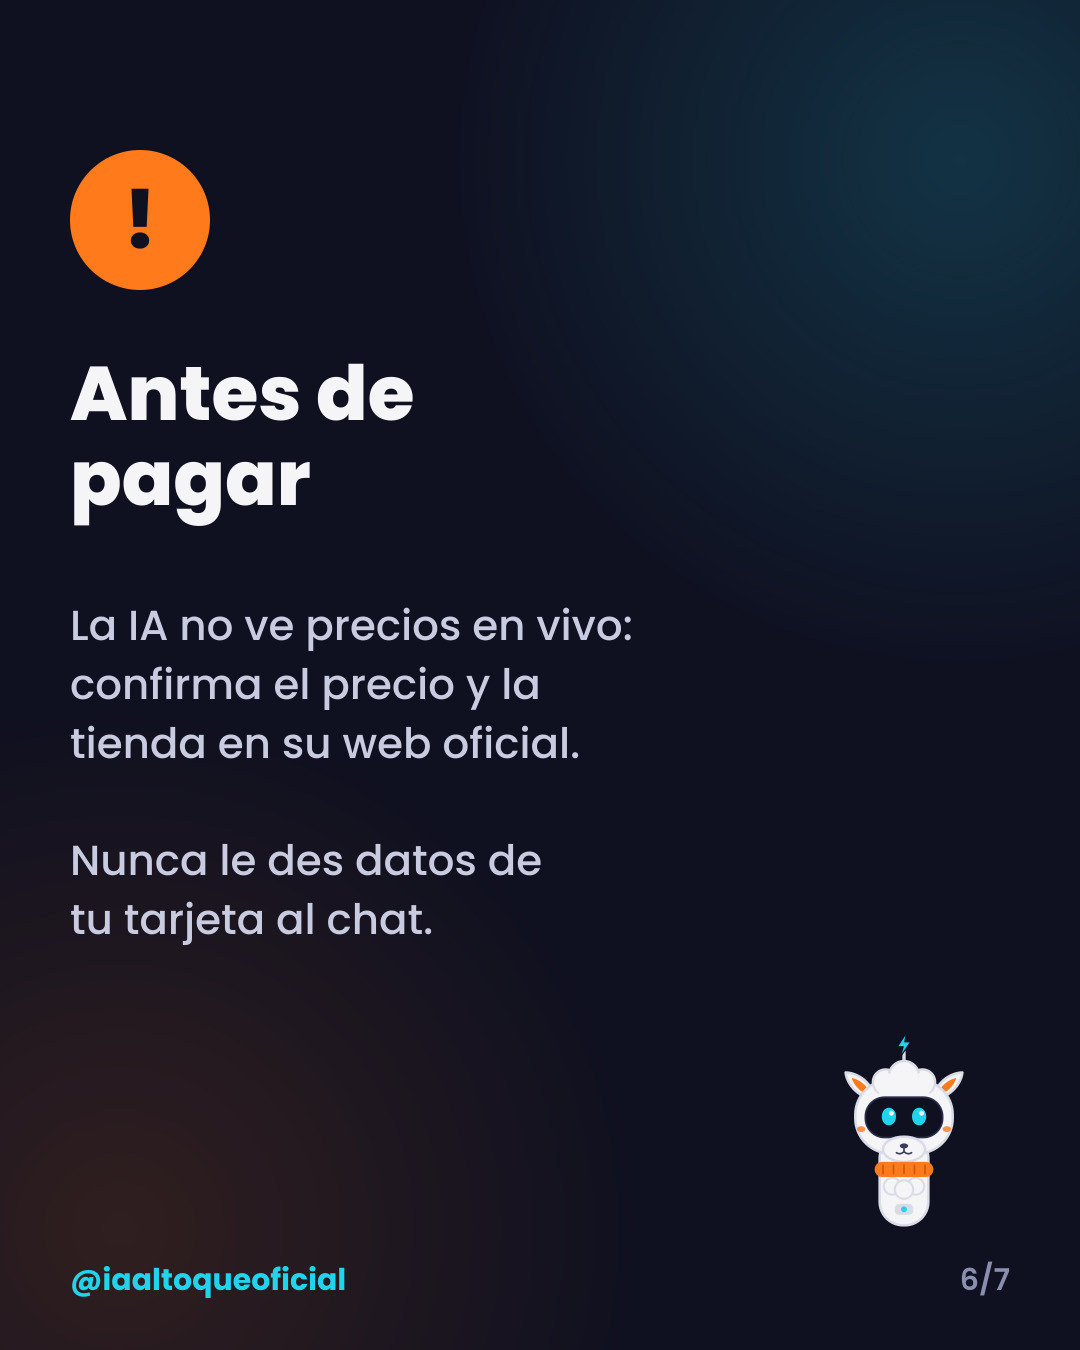 !
Antes de
pagar
La IA no ve precios en vivo:
confirma el precio y la
tienda en su web oficial.
Nunca le des datos de
tu tarjeta al chat.
@iaaltoqueoficial
6/7